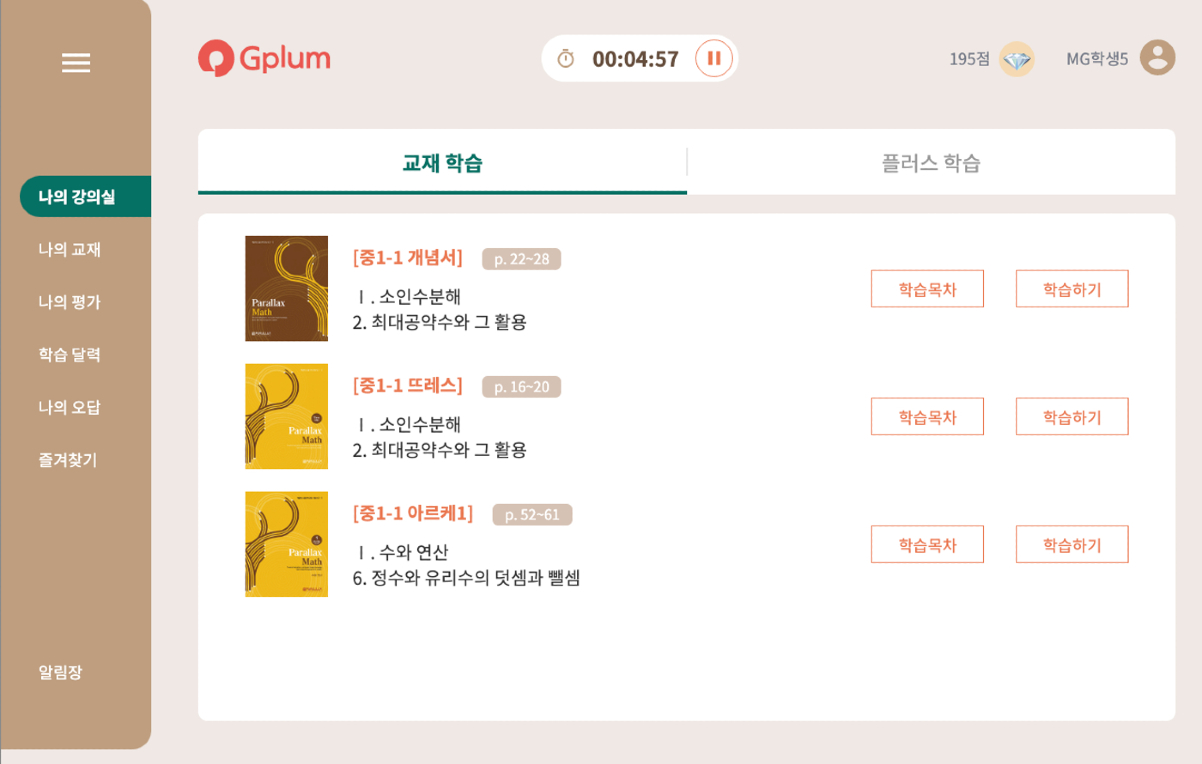 Gplum
00:04:57
195점
MG학생5
나의 강의실
나의 교재
나의 평가
학습 달력
나의 오답
즐겨찾기
알림장
교재 학습
플러스 학습
Parallax
Math
[중1-1 개념서] p. 22~28
Ⅰ. 소인수분해
2. 최대공약수와 그 활용
학습목차
학습하기
Parallax
Math
[중1-1 뜨레스] p. 16~20
Ⅰ. 소인수분해
2. 최대공약수와 그 활용
학습목차
학습하기
Parallax
Math
[중1-1 아르케1] p. 52~61
Ⅰ. 수와 연산
6. 정수와 유리수의 덧셈과 뺄셈
학습목차
학습하기